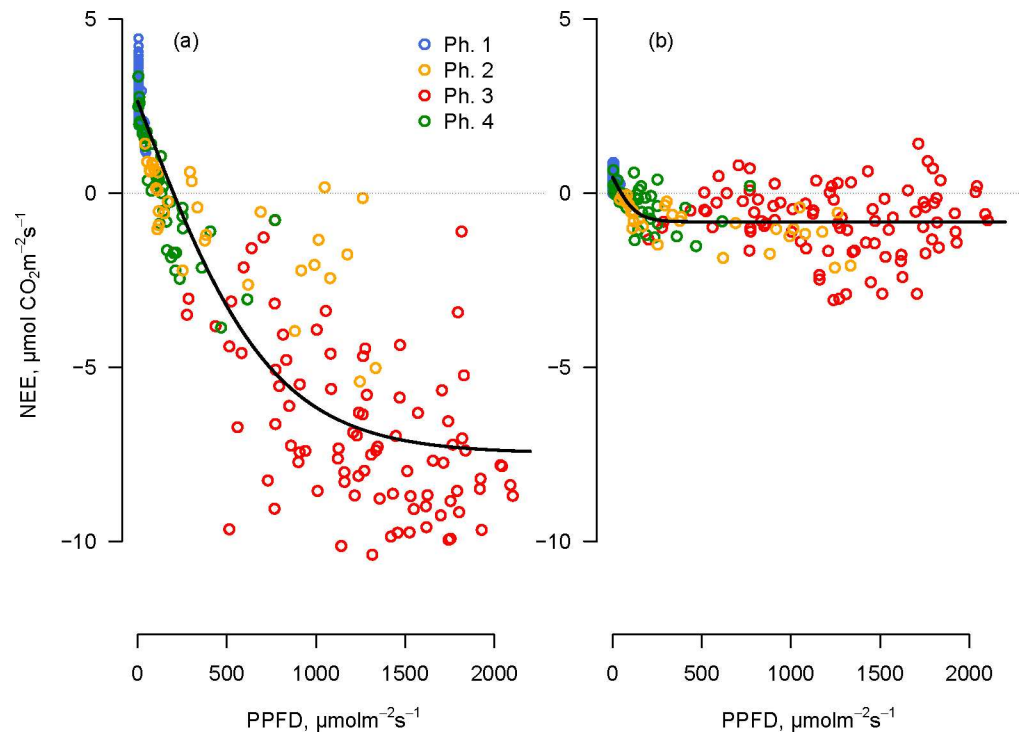 (a)
Ph. 1
Ph. 2
Ph. 3
Ph. 4
(b)
5
0
−5
−10
NEE, µmol CO₂m⁻²s⁻¹
5
0
−5
−10
0 500 1000 1500 2000
PPFD, µmolm⁻²s⁻¹
0 500 1000 1500 2000
PPFD, µmolm⁻²s⁻¹